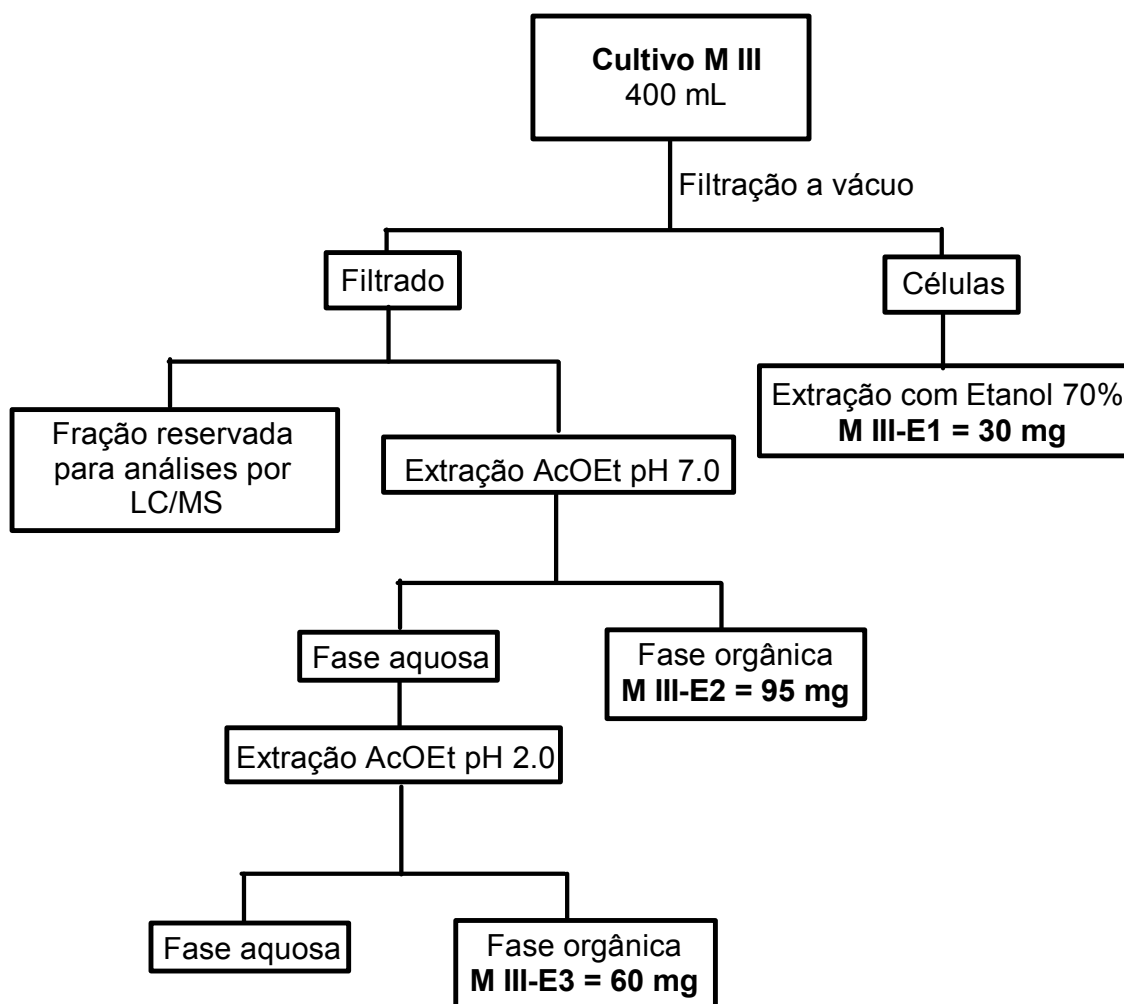 Cultivo M III
400 mL
Filtração a vácuo
Filtrado
Células
Fração reservada
para análises por
LC/MS
Extração AcOEt pH 7.0
Extração com Etanol 70%
M III-E1 = 30 mg
Fase aquosa
Fase orgânica
M III-E2 = 95 mg
Extração AcOEt pH 2.0
Fase aquosa
Fase orgânica
M III-E3 = 60 mg